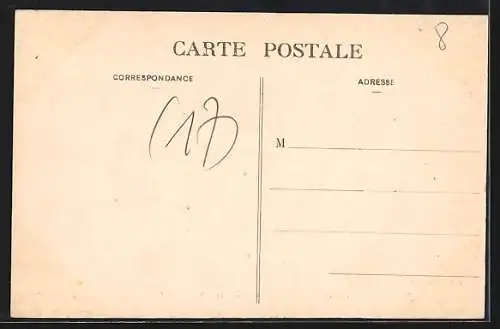 8
CARTE POSTALE
CORRESPONDANCE
ADRESSE
(17)
M